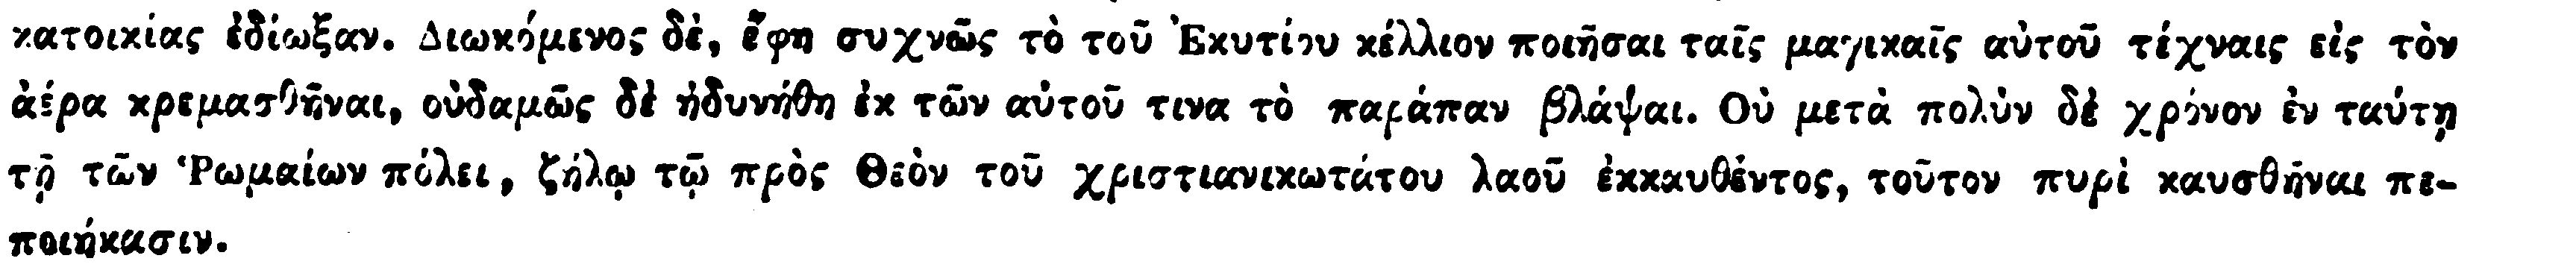 κατοικίας ἐδίωξαν. Διωκόμενος δὲ, ἔφη συχνῶς τὸ τοῦ Ἐκυτίου κέλλιον ποιῆσαι ταῖς μαγικαῖς αὐτοῦ τέχναις εἰς τὸν
ἀέρα κρεμασθῆναι, οὐδαμῶς δὲ ἠδυνήθη ἐκ τῶν αὐτοῦ τινα τὸ παράπαν βλάψαι. Οὐ μετὰ πολὺν δὲ χρόνον ἐν ταύτῃ
τῇ τῶν Ῥωμαίων πόλει, ζήλῳ τῷ πρὸς Θεὸν τοῦ χριστιανικωτάτου λαοῦ ἐκκαυθέντος, τοῦτον πυρὶ καυσθῆναι πε-
ποιήκασιν.